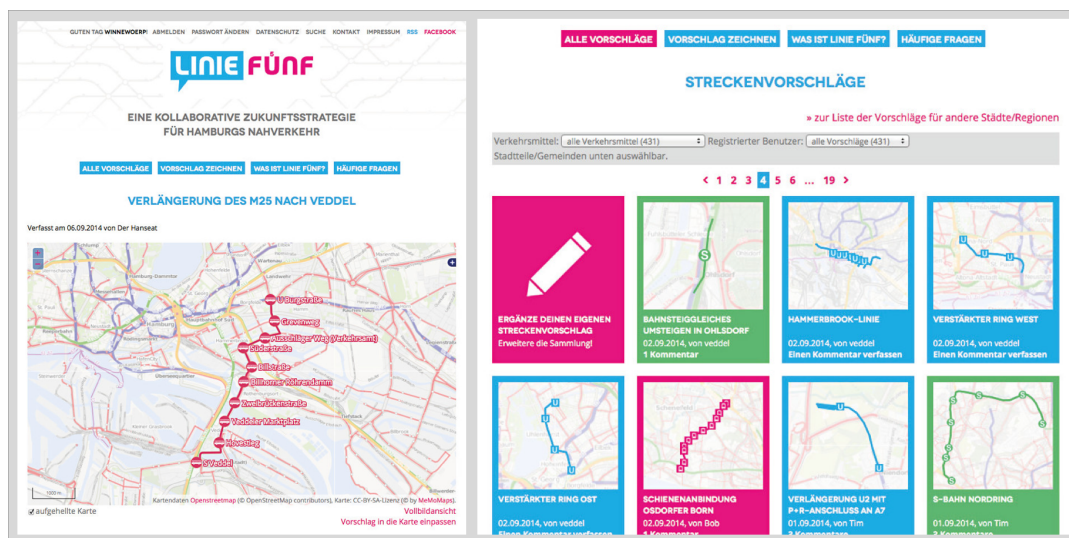 GUTEN TAG WINNEWOERP! ABMELDEN PASSWORT ÄNDERN DATENSCHUTZ SUCHE KONTAKT IMPRESSUM RSS FACEBOOK
LINIE FÜNF
EINE KOLLABORATIVE ZUKUNFTSSTRATEGIE
FÜR HAMBURGS NAHVERKEHR
ALLE VORSCHLÄGE VORSCHLAG ZEICHNEN WAS IST LINIE FÜNF? HÄUFIGE FRAGEN
VERLÄNGERUNG DES M25 NACH VEDDEL
Verfasst am 06.09.2014 von Der Hanseat
U Burgstraße
Grevenweg
Ausschläger Weg (Verkehrsamt)
Süderstraße
Billstraße
Billhorner Röhrendamm
Zweibrückenstraße
Veddeler Marktplatz
Hovestieg
S Veddel
1000 m
Kartendaten Openstreetmap (© OpenStreetMap contributors), Karte: CC-BY-SA-Lizenz (© by MeMoMaps).
aufgehellte Karte
Vollbildansicht
Vorschlag in die Karte einpassen
ALLE VORSCHLÄGE VORSCHLAG ZEICHNEN WAS IST LINIE FÜNF? HÄUFIGE FRAGEN
STRECKENVORSCHLÄGE
» zur Liste der Vorschläge für andere Städte/Regionen
Verkehrsmittel: alle Verkehrsmittel (431) Registrierter Benutzer: alle Vorschläge (431)
Stadtteile/Gemeinden unten auswählbar.
< 1 2 3 4 5 6 ... 19 >
ERGÄNZE DEINEN EIGENEN
STRECKENVORSCHLAG
Erweitere die Sammlung!
BAHNSTEIGGLEICHES
UMSTEIGEN IN OHLSDORF
02.09.2014, von veddel
1 Kommentar
HAMMERBROOK-LINIE
02.09.2014, von veddel
Einen Kommentar verfassen
VERSTÄRKTER RING WEST
02.09.2014, von veddel
Einen Kommentar verfassen
VERSTÄRKTER RING OST
02.09.2014, von veddel
Einen Kommentar verfassen
SCHIENENANBINDUNG
OSDORFER BORN
02.09.2014, von Bob
1 Kommentar
VERLÄNGERUNG U2 MIT
P+R-ANSCHLUSS AN A7
01.09.2014, von Tim
S-BAHN NORDRING
01.09.2014, von Tim